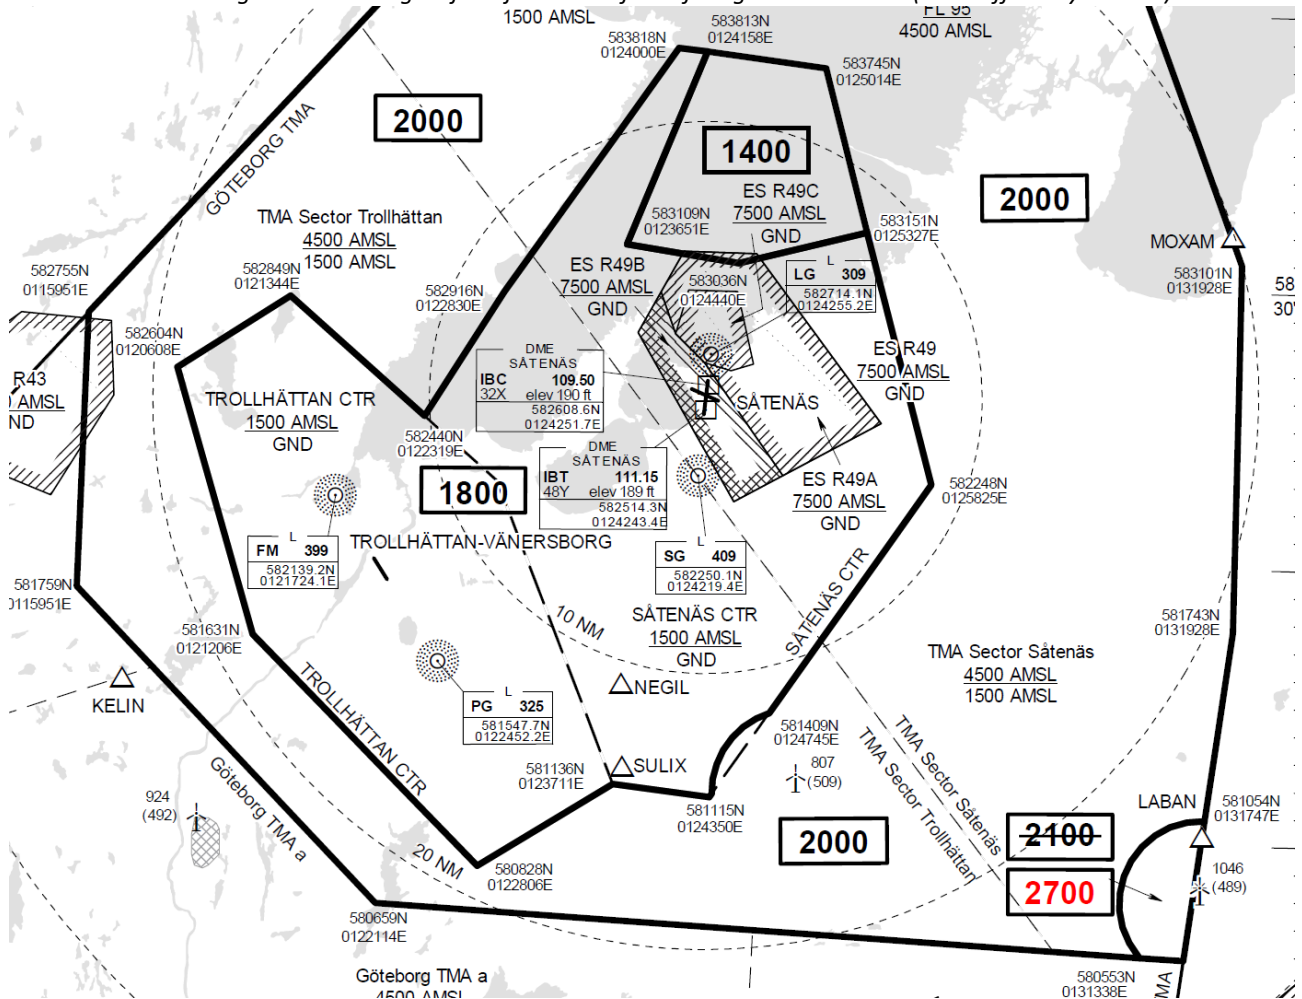 1500 AMSL
583813N
0124158E
FL 95
4500 AMSL
583818N
0124000E
583745N
0125014E
2000
1400
GÖTEBORG TMA
ES R49C
7500 AMSL
GND
2000
TMA Sector Trollhättan
4500 AMSL
1500 AMSL
583109N
0123651E
583151N
0125327E
MOXAM
582755N
0115951E
582849N
0121344E
582916N
0122830E
ES R49B
7500 AMSL
GND
583036N
0124440E
L
LG 309
582714.1N
0124255.2E
583101N
0131928E
58
30'
582604N
0120608E
R43
AMSL
ND
DME
SÅTENÄS
IBC 109.50
32X elev 190 ft
582608.6N
0124251.7E
ES R49
7500 AMSL
GND
TROLLHÄTTAN CTR
1500 AMSL
GND
SÅTENÄS
582440N
0122319E
DME
SÅTENÄS
IBT 111.15
48Y elev 189 ft
582514.3N
0124243.4E
1800
ES R49A
7500 AMSL
GND
582248N
0125825E
L
FM 399
582139.2N
0121724.1E
TROLLHÄTTAN-VÄNERSBORG
L
SG 409
582250.1N
0124219.4E
581759N
0115951E
10 NM
SÅTENÄS CTR
1500 AMSL
GND
SÅTENÄS CTR
581743N
0131928E
581631N
0121206E
TMA Sector Såtenäs
4500 AMSL
1500 AMSL
KELIN
TROLLHÄTTAN CTR
NEGIL
L
PG 325
581547.7N
0122452.2E
581409N
0124745E
TMA Sector Såtenäs
TMA Sector Trollhättan
Göteborg TMA a
581136N
0123711E
SULIX
807
(509)
924
(492)
581115N
0124350E
LABAN
581054N
0131747E
2000
2100
2700
1046
(489)
20 NM
580828N
0122806E
580659N
0122114E
Göteborg TMA a
4500 AMSL
580553N
0131338E
TMA